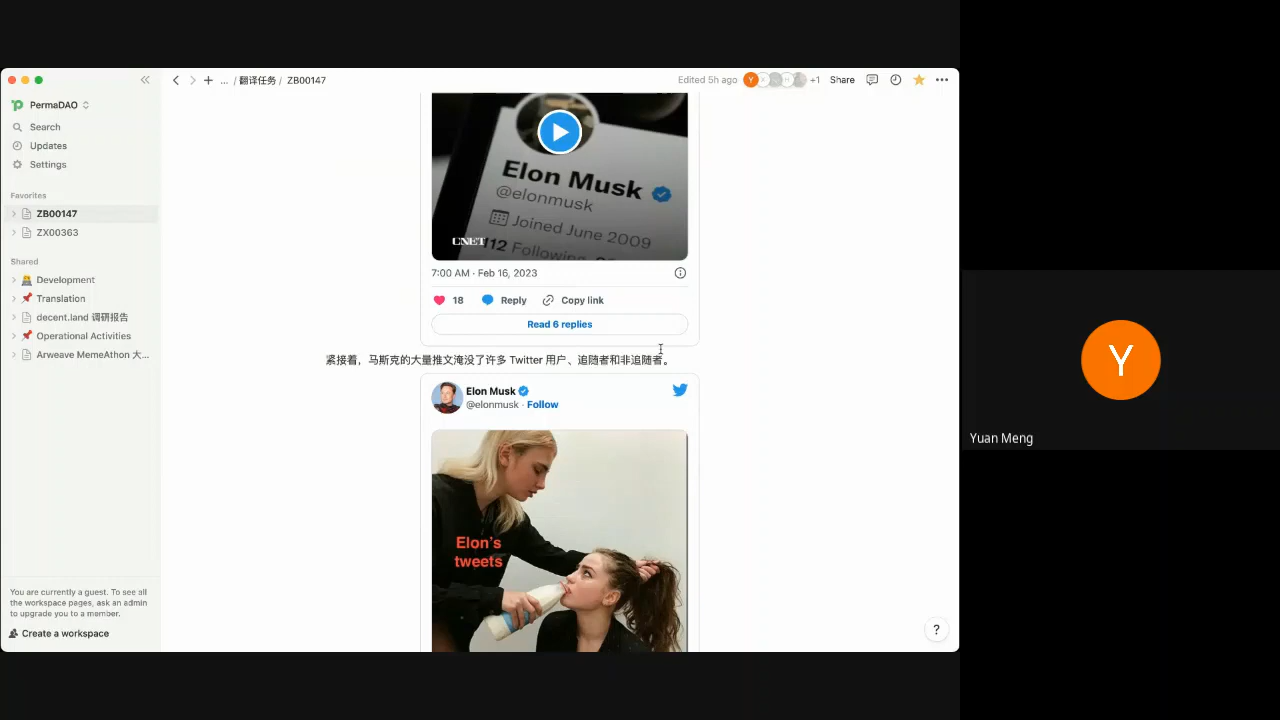 ... / 翻译任务 / ZB00147
Edited 5h ago
Y
+1
Share
PermaDAO
Search
Updates
Settings
Favorites
ZB00147
ZX00363
Shared
Development
Translation
decent.land 调研报告
Operational Activities
Arweave MemeAthon 大...
You are currently a guest. To see all
the workspace pages, ask an admin
to upgrade you to a member.
Create a workspace
Elon Musk
@elonmusk
Joined June 2009
112 Following
CNET
7:00 AM · Feb 16, 2023
18 Reply Copy link
Read 6 replies
紧接着，马斯克的大量推文淹没了许多 Twitter 用户、追随者和非追随者。
Elon Musk
@elonmusk · Follow
Elon's
tweets
?
Y
Yuan Meng